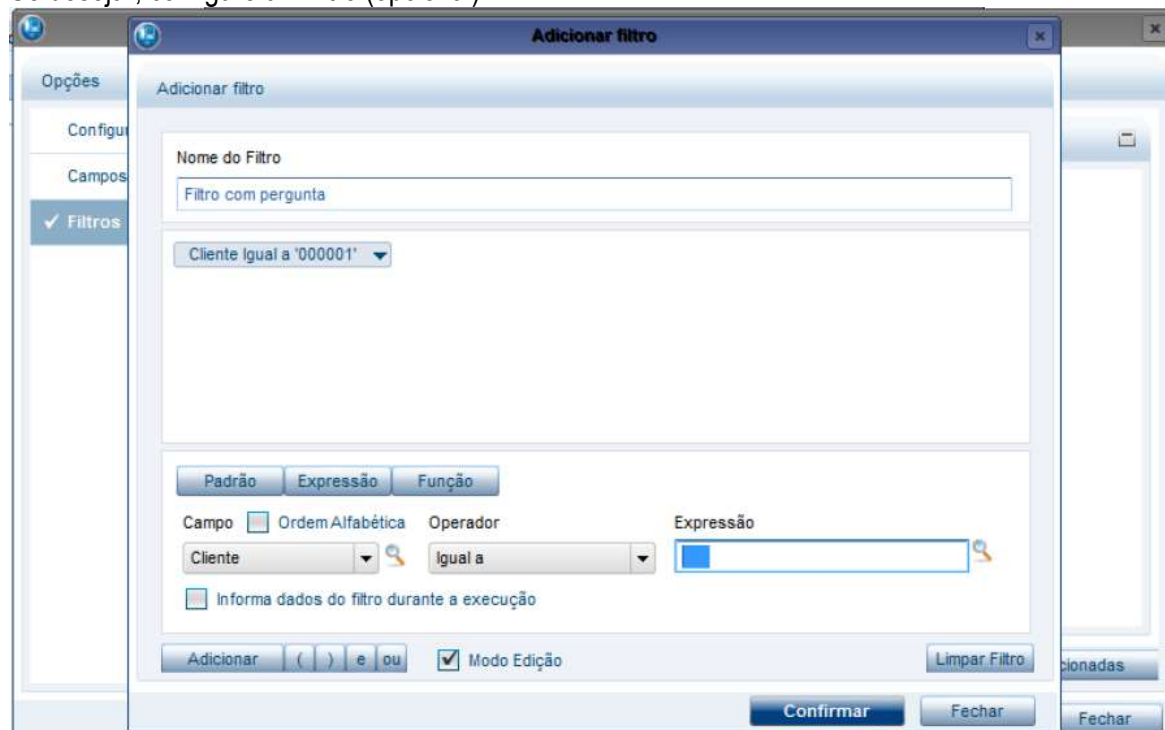 Adicionar filtro
Opções
Adicionar filtro
Campos
Nome do Filtro
Filtro com pergunta
Filtros
Cliente Igual a '000001'
Padrão Expressão Função
Campo Ordem Alfabética Operador Expressão
Cliente Igual a
Informa dados do filtro durante a execução
Adicionar ( ) e ou Modo Edição Limpar Filtro
Confirmar Fechar Fechar